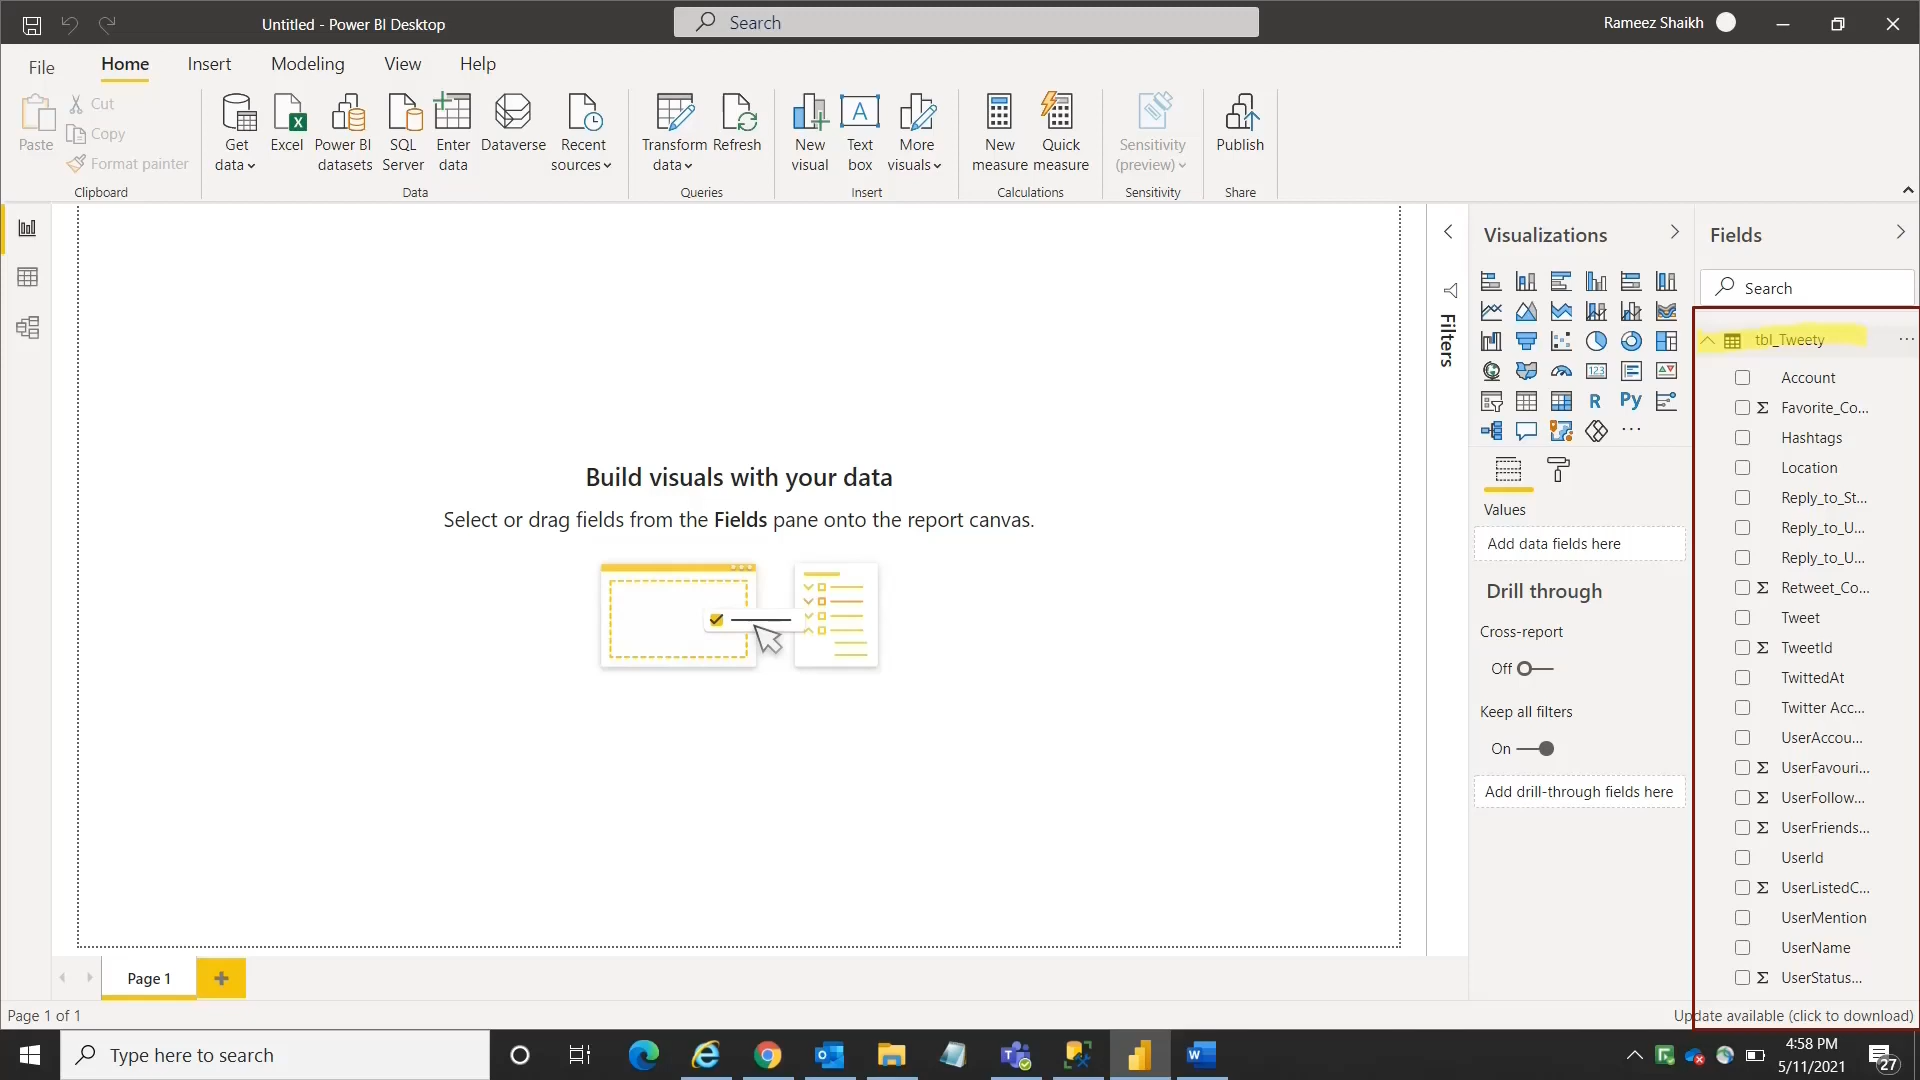 Untitled - Power BI Desktop
Search
Rameez Shaikh
File
Home
Insert
Modeling
View
Help
Paste
Cut
Copy
Format painter
Clipboard
Get data
Excel
Power BI datasets
SQL Server
Enter data
Dataverse
Recent sources
Data
Transform data
Refresh
Queries
New visual
Text box
More visuals
Insert
New measure
Quick measure
Calculations
Sensitivity (preview)
Sensitivity
Publish
Share
Build visuals with your data
Select or drag fields from the Fields pane onto the report canvas.
Filters
Visualizations
123
R
Py
Values
Add data fields here
Drill through
Cross-report
Off
Keep all filters
On
Add drill-through fields here
Fields
Search
tbl_Tweety
Account
Favorite_Co...
Hashtags
Location
Reply_to_St...
Reply_to_U...
Reply_to_U...
Retweet_Co...
Tweet
TweetId
TwittedAt
Twitter Acc...
UserAccou...
UserFavouri...
UserFollow...
UserFriends...
UserId
UserListedC...
UserMention
UserName
UserStatus...
Page 1
Page 1 of 1
Update available (click to download)
Type here to search
4:58 PM
5/11/2021
27